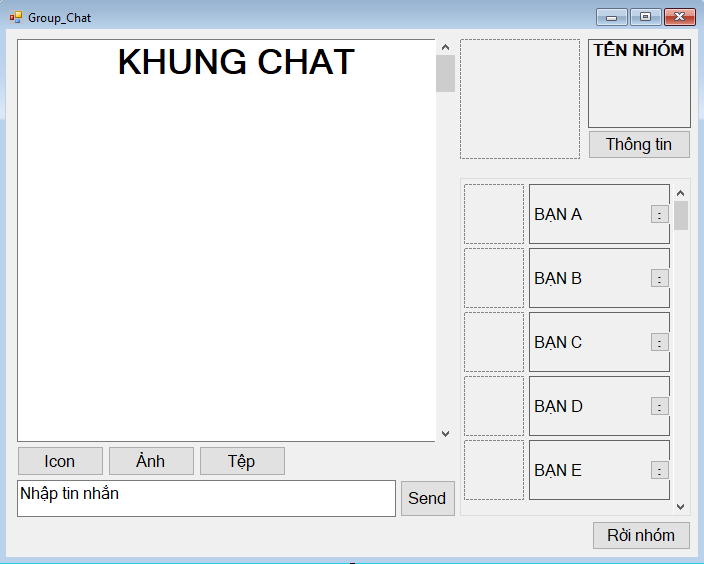 Group_Chat
KHUNG CHAT
TÊN NHÓM
Thông tin
BẠN A
:
BẠN B
:
BẠN C
:
BẠN D
:
BẠN E
:
Icon
Ảnh
Tệp
Nhập tin nhắn
Send
Rời nhóm